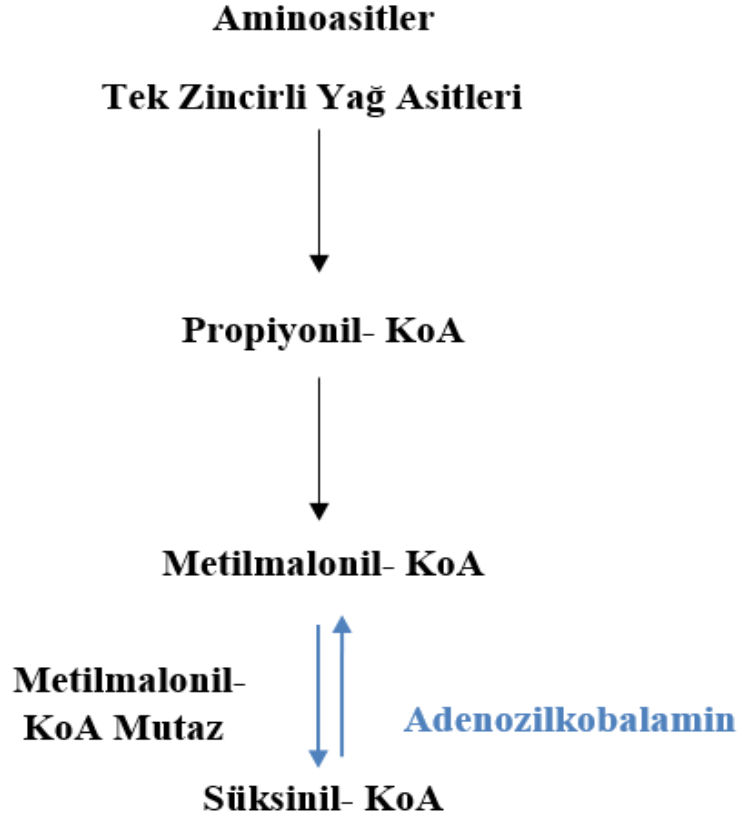 Aminoasitler
Tek Zincirli Yağ Asitleri
Propiyonil- KoA
Metilmalonil- KoA
Metilmalonil-
KoA Mutaz
Adenozilkobalamin
Süksinil- KoA